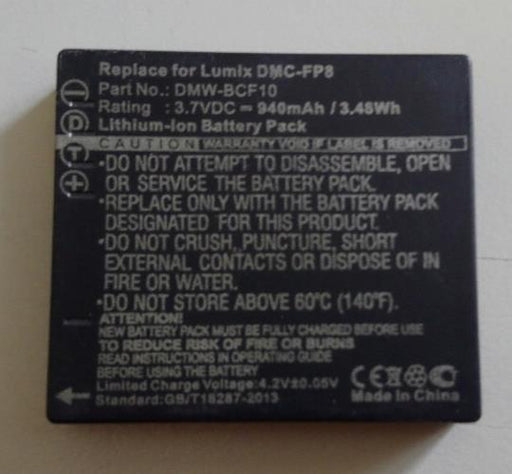 Replace for Lumix DMC-FP8
Part No.: DMW-BCF10
Rating : 3.7VDC ⎓ 940mAh / 3.48Wh
Lithium-Ion Battery Pack
CAUTION WARRANTY VOID IF LABEL IS REMOVED
•DO NOT ATTEMPT TO DISASSEMBLE, OPEN
OR SERVICE THE BATTERY PACK.
•REPLACE ONLY WITH THE BATTERY PACK
DESIGNATED FOR THIS PRODUCT.
•DO NOT CRUSH, PUNCTURE, SHORT
EXTERNAL CONTACTS OR DISPOSE OF IN
FIRE OR WATER.
•DO NOT STORE ABOVE 60°C (140°F).
ATTENTION!
NEW BATTERY PACK MUST BE FULLY CHARGED BEFORE USE
TO REDUCE RISK OF FIRE OR BURNS
READ INSTRUCTIONS IN OPERATING GUIDE
BEFORE USING THE BATTERY
Limited Charge Voltage:4.2V±0.05V
Standard:GB/T18287-2013
CE
Made In China
− D T +